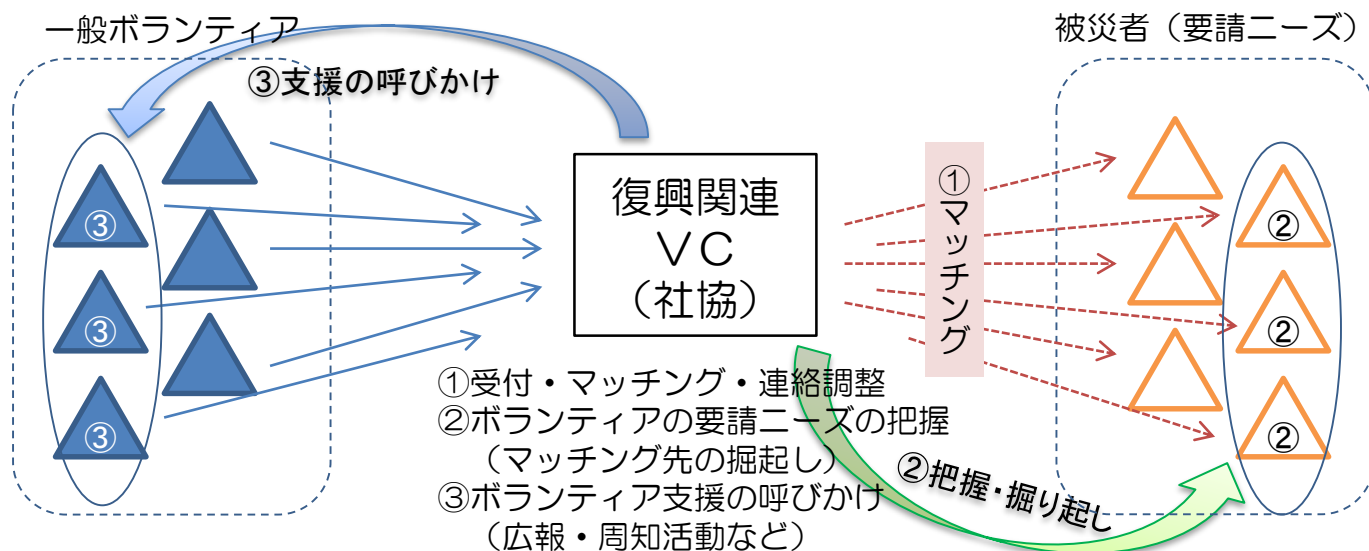 一般ボランティア
③支援の呼びかけ
被災者(要請ニーズ)
③
③
③
復興関連
VC
(社協)
①マッチング
②
②
②
①受付・マッチング・連絡調整
②ボランティアの要請ニーズの把握
(マッチング先の掘起し)
③ボランティア支援の呼びかけ
(広報・周知活動など)
②把握・掘り起し